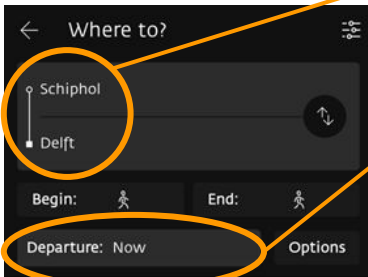 Where to?
Schiphol
Delft
Begin: End:
Departure: Now Options